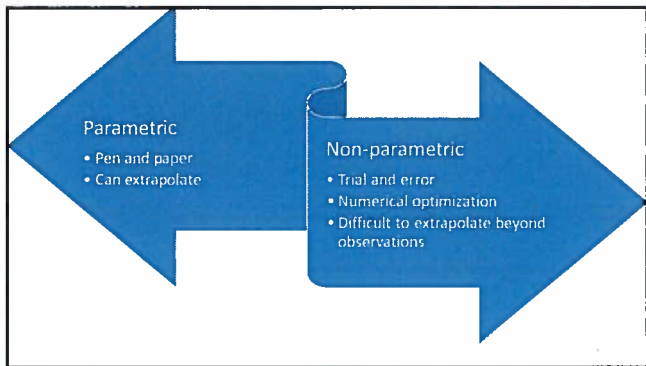 Parametric
• Pen and paper
• Can extrapolate
Non-parametric
• Trial and error
• Numerical optimization
• Difficult to extrapolate beyond
observations